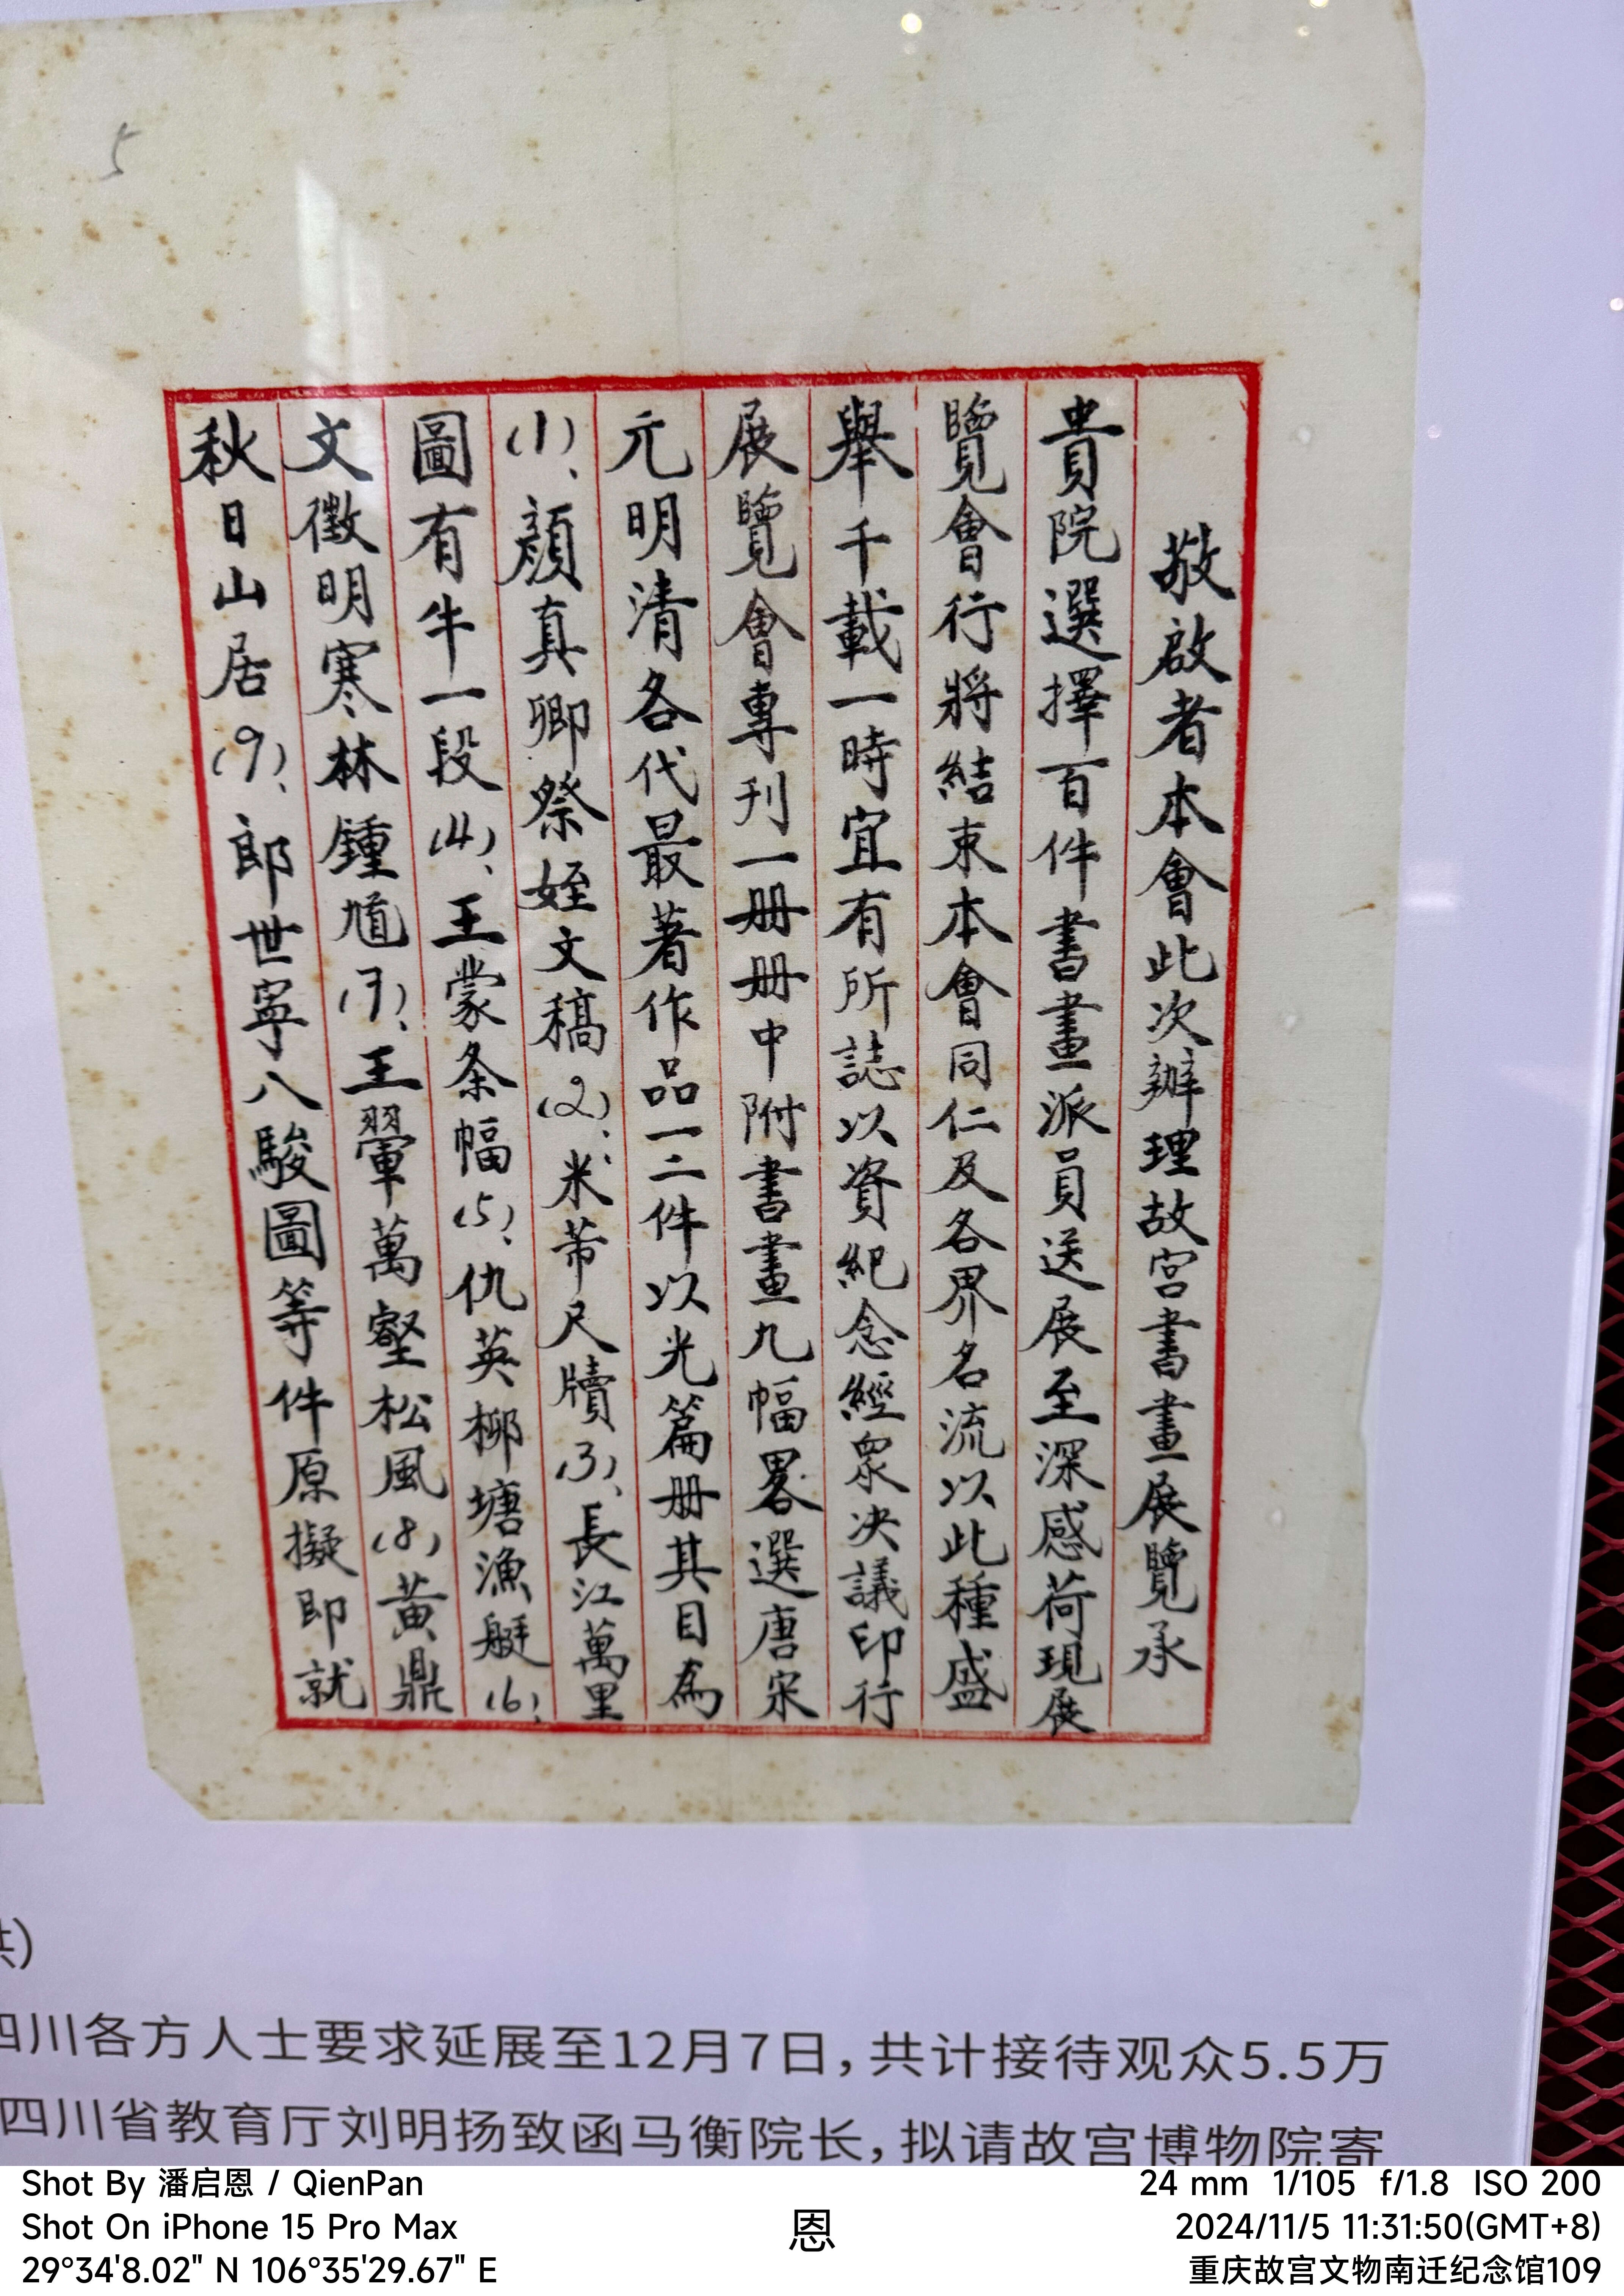 5
敬啟者本會此次辦理故宮書畫展覽承
貴院選擇百件書畫派員送展至深感荷現展
覽會行將結束本會同仁及各界名流以此種盛
舉千載一時宜有所誌以資紀念經眾决議印行
展覽會專刊一册册中附書畫九幅畧選唐宋
元明清各代最著作品一二件以光篇册其目為
(1)、顏真卿祭姪文稿(2)、米芾尺牘(3)、長江萬里
圖有牛一段(4)、王蒙条幅(5)、仇英柳塘漁艇(6)、
文徵明寒林鍾馗(7)、王翬萬壑松風(8)黃鼎
秋日山居(9)、郎世寧八駿圖等件原擬即就
供)
四川各方人士要求延展至12月7日,共计接待观众5.5万
四川省教育厅刘明扬致函马衡院长,拟请故宫博物院寄
Shot By 潘启恩 / QienPan
Shot On iPhone 15 Pro Max
29°34'8.02" N 106°35'29.67" E
恩
24 mm 1/105 f/1.8 ISO 200
2024/11/5 11:31:50(GMT+8)
重庆故宫文物南迁纪念馆109